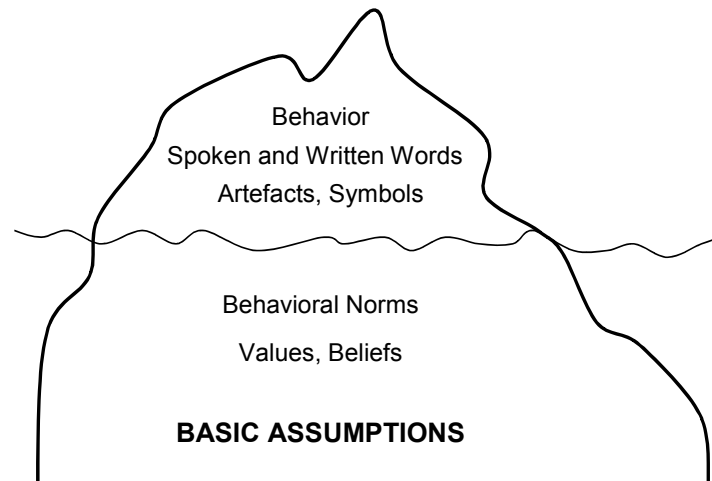 Behavior
Spoken and Written Words
Artefacts, Symbols
Behavioral Norms
Values, Beliefs
BASIC ASSUMPTIONS